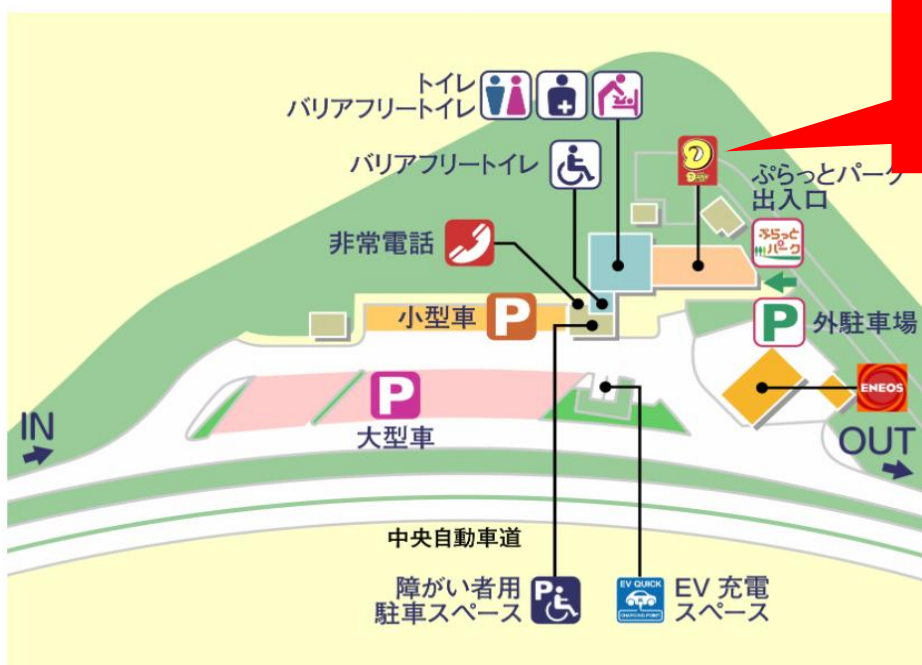 トイレ
バリアフリートイレ
バリアフリートイレ
ぷらっとパーク
出入口
ぷらっと
パーク
非常電話
小型車 P
P 外駐車場
ENEOS
P
大型車
IN
OUT
中央自動車道
障がい者用
駐車スペース
P
EV QUICK
CHARGING POINT
EV 充電
スペース